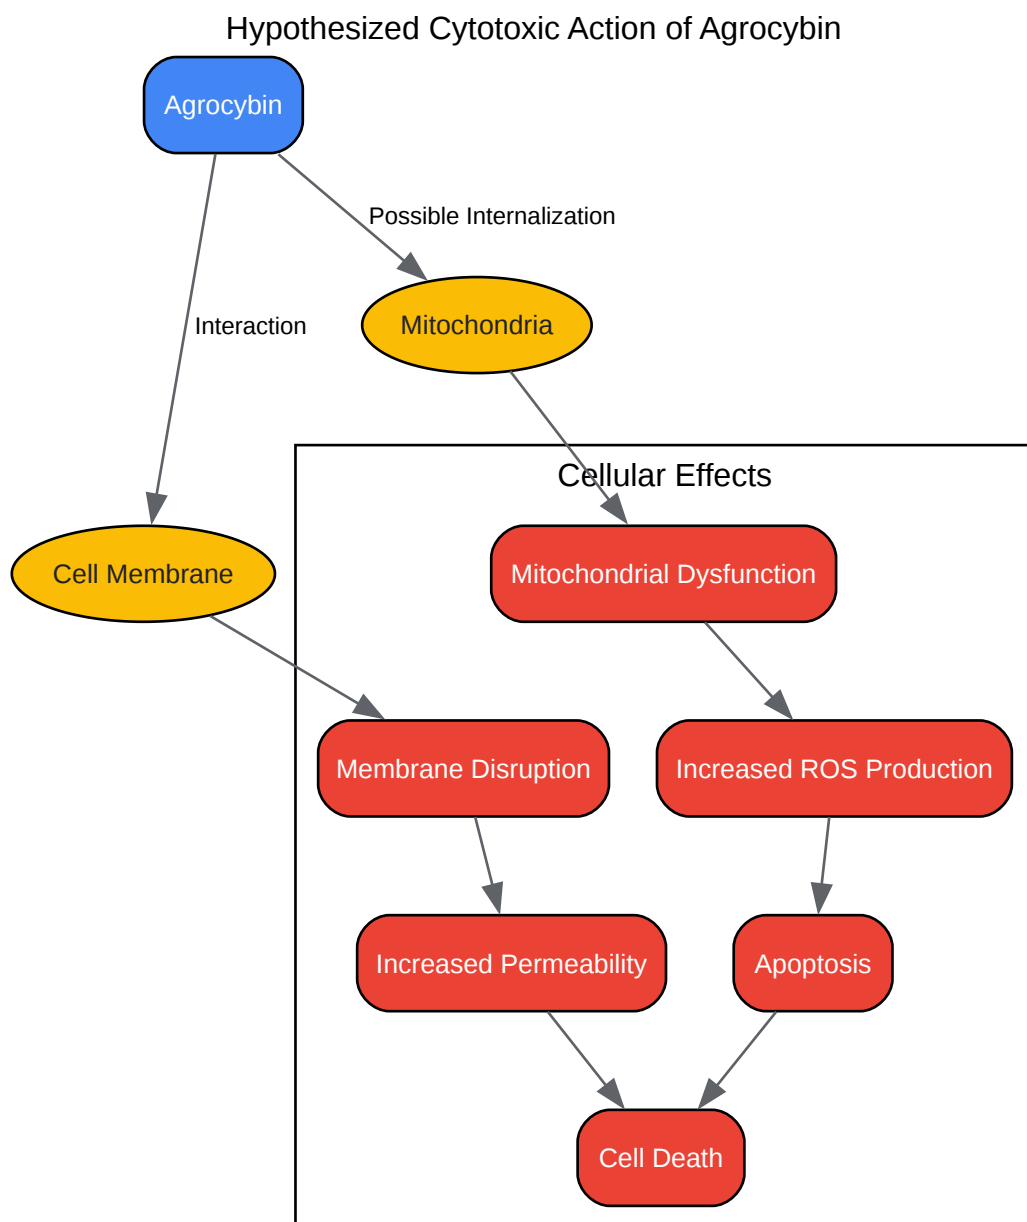 Hypothesized Cytotoxic Action of Agrocybin
Agrocybin
Possible Internalization
Interaction
Mitochondria
Cellular Effects
Cell Membrane
Mitochondrial Dysfunction
Membrane Disruption
Increased ROS Production
Increased Permeability
Apoptosis
Cell Death